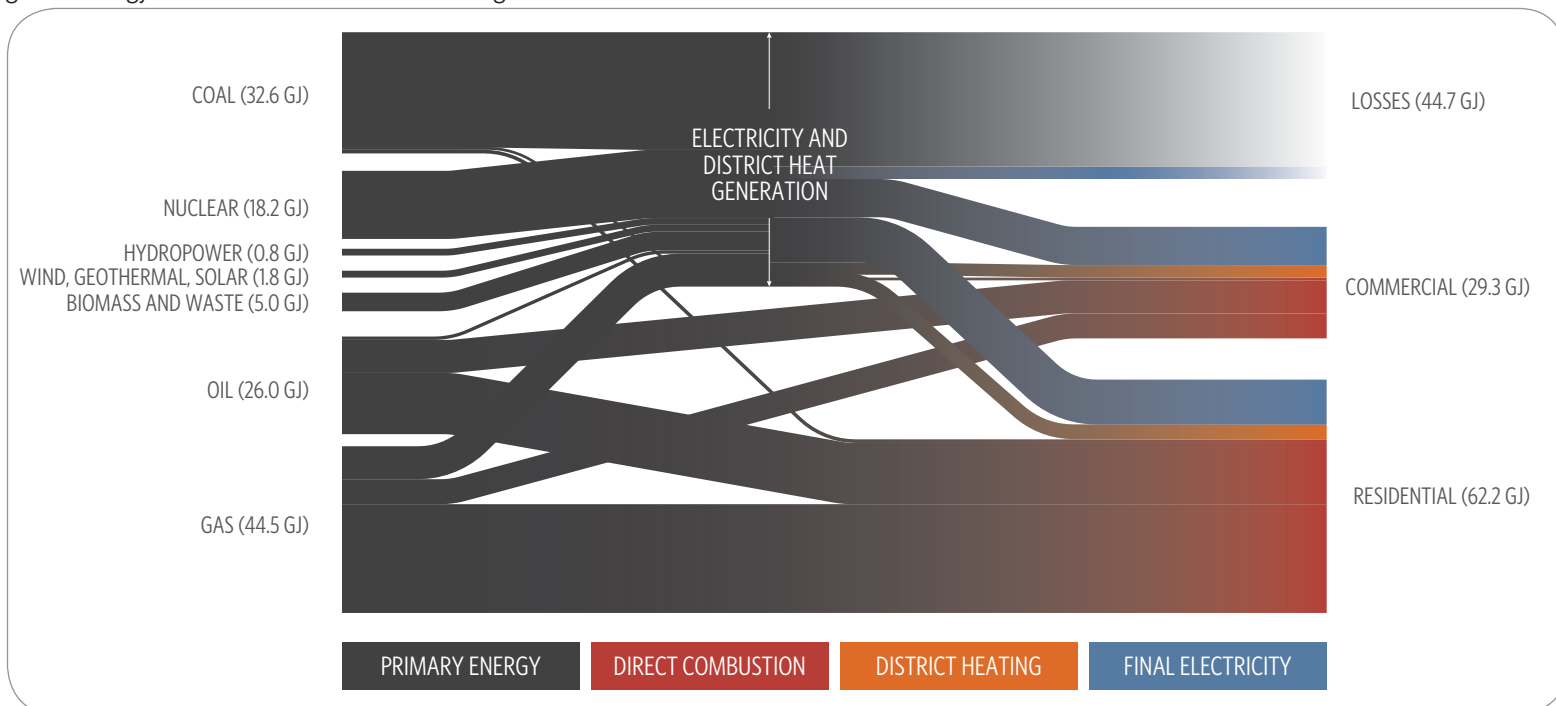 COAL (32.6 GJ)
NUCLEAR (18.2 GJ)
HYDROPOWER (0.8 GJ)
WIND, GEOTHERMAL, SOLAR (1.8 GJ)
BIOMASS AND WASTE (5.0 GJ)
OIL (26.0 GJ)
GAS (44.5 GJ)
ELECTRICITY AND
DISTRICT HEAT
GENERATION
LOSSES (44.7 GJ)
COMMERCIAL (29.3 GJ)
RESIDENTIAL (62.2 GJ)
PRIMARY ENERGY
DIRECT COMBUSTION
DISTRICT HEATING
FINAL ELECTRICITY